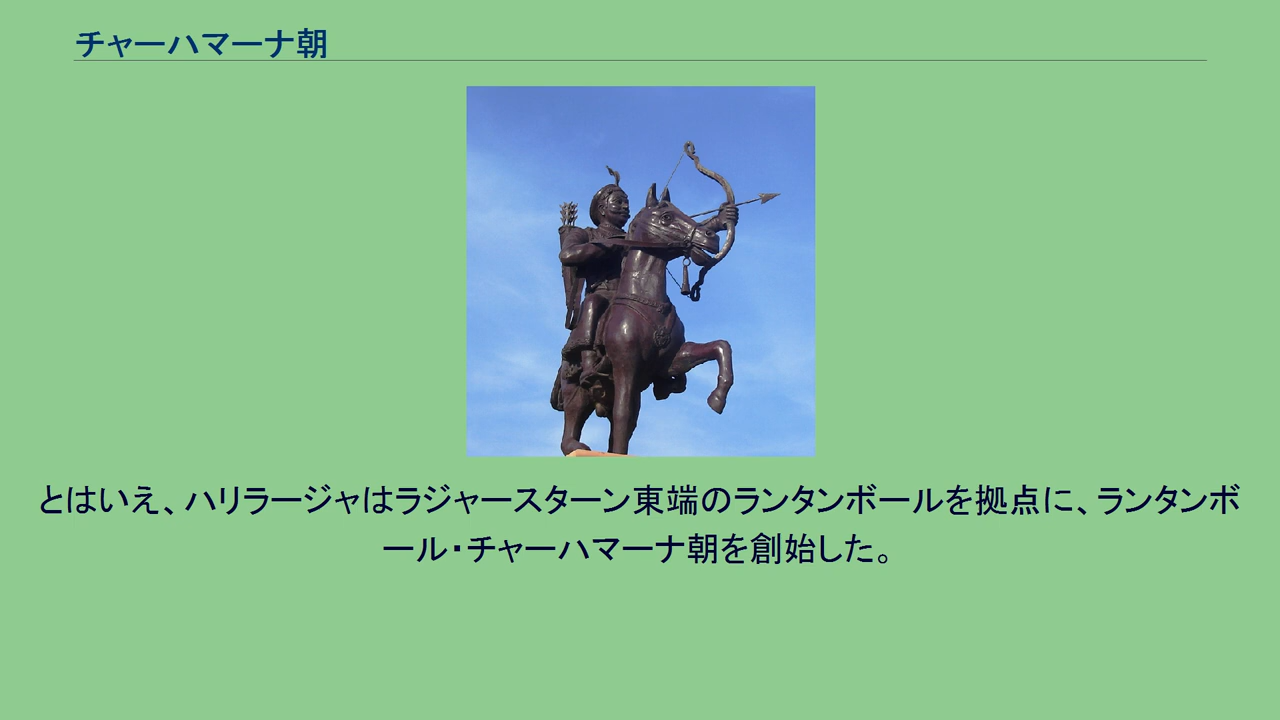 チャーハマーナ朝
とはいえ、ハリラージャはラジャースターン東端のランタンボールを拠点に、ランタンボ
ール・チャーハマーナ朝を創始した。